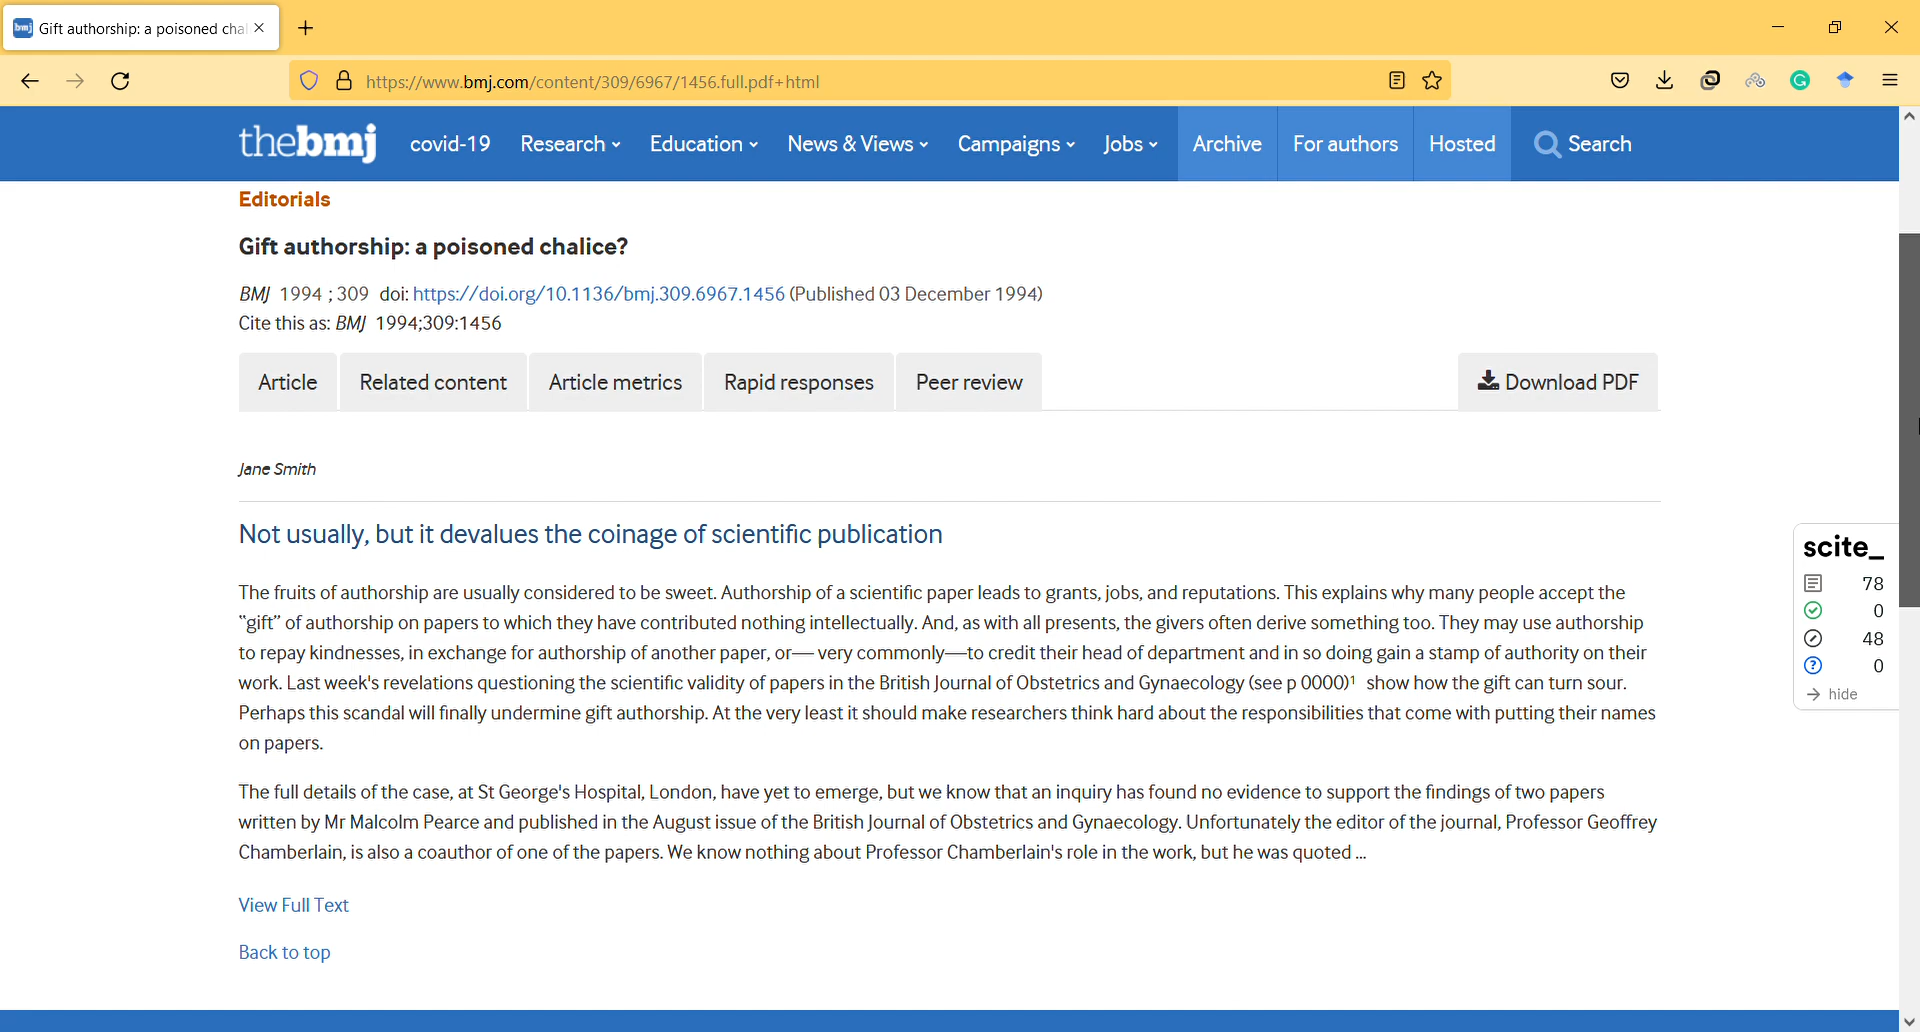 bmj Gift authorship: a poisoned cha
https://www.bmj.com/content/309/6967/1456.full.pdf+html
thebmj covid-19 Research Education News & Views Campaigns Jobs Archive For authors Hosted Search
Editorials
Gift authorship: a poisoned chalice?
BMJ 1994 ; 309 doi: https://doi.org/10.1136/bmj.309.6967.1456 (Published 03 December 1994)
Cite this as: BMJ 1994;309:1456
Article Related content Article metrics Rapid responses Peer review Download PDF
Jane Smith
Not usually, but it devalues the coinage of scientific publication
The fruits of authorship are usually considered to be sweet. Authorship of a scientific paper leads to grants, jobs, and reputations. This explains why many people accept the
‟gift” of authorship on papers to which they have contributed nothing intellectually. And, as with all presents, the givers often derive something too. They may use authorship
to repay kindnesses, in exchange for authorship of another paper, or— very commonly—to credit their head of department and in so doing gain a stamp of authority on their
work. Last week's revelations questioning the scientific validity of papers in the British Journal of Obstetrics and Gynaecology (see p 0000)¹ show how the gift can turn sour.
Perhaps this scandal will finally undermine gift authorship. At the very least it should make researchers think hard about the responsibilities that come with putting their names
on papers.
The full details of the case, at St George's Hospital, London, have yet to emerge, but we know that an inquiry has found no evidence to support the findings of two papers
written by Mr Malcolm Pearce and published in the August issue of the British Journal of Obstetrics and Gynaecology. Unfortunately the editor of the journal, Professor Geoffrey
Chamberlain, is also a coauthor of one of the papers. We know nothing about Professor Chamberlain's role in the work, but he was quoted ...
View Full Text
Back to top
scite_
78
0
48
0
hide